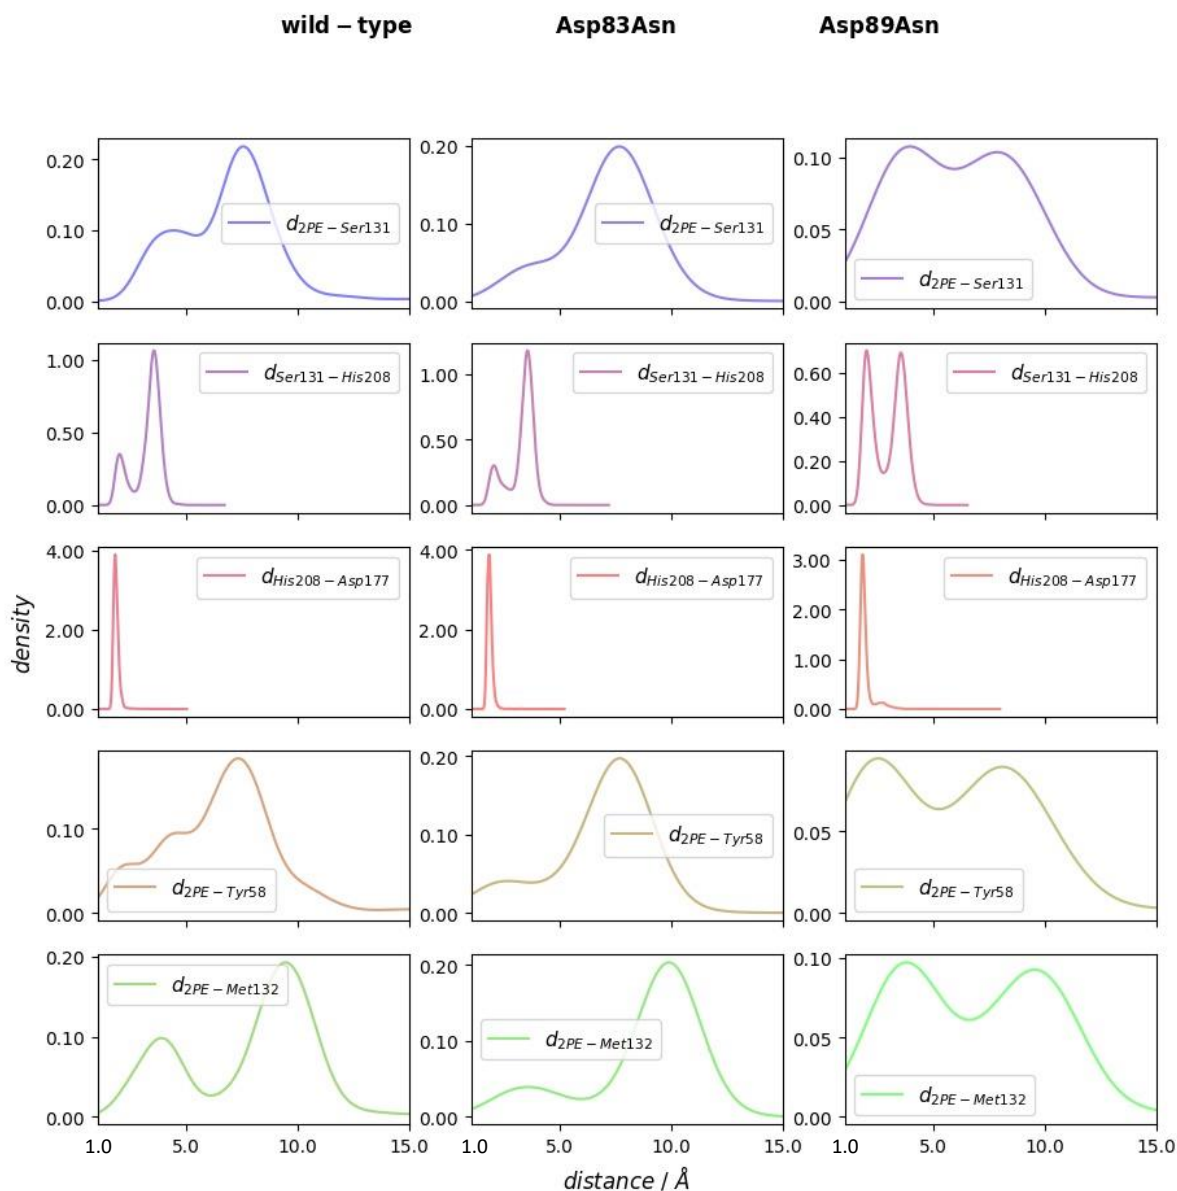 wild – type Asp83Asn Asp89Asn
0.20 0.20 0.10
0.10 0.10 0.05
0.00 0.00 0.00
d2PE−Ser131 d2PE−Ser131 d2PE−Ser131
1.00 1.00 0.60
0.50 0.50 0.40
0.20
0.00 0.00 0.00
dSer131−His208 dSer131−His208 dSer131−His208
4.00 4.00 3.00
2.00 2.00 2.00
1.00
0.00 0.00 0.00
dHis208−Asp177 dHis208−Asp177 dHis208−Asp177
density
0.10 0.20 0.05
0.10
0.00 0.00 0.00
d2PE−Tyr58 d2PE−Tyr58 d2PE−Tyr58
0.20 0.20 0.10
0.10 0.10 0.05
0.00 0.00 0.00
d2PE−Met132 d2PE−Met132 d2PE−Met132
1.0 5.0 10.0 15.0 1.0 5.0 10.0 15.0 1.0 5.0 10.0 15.0
distance / Å